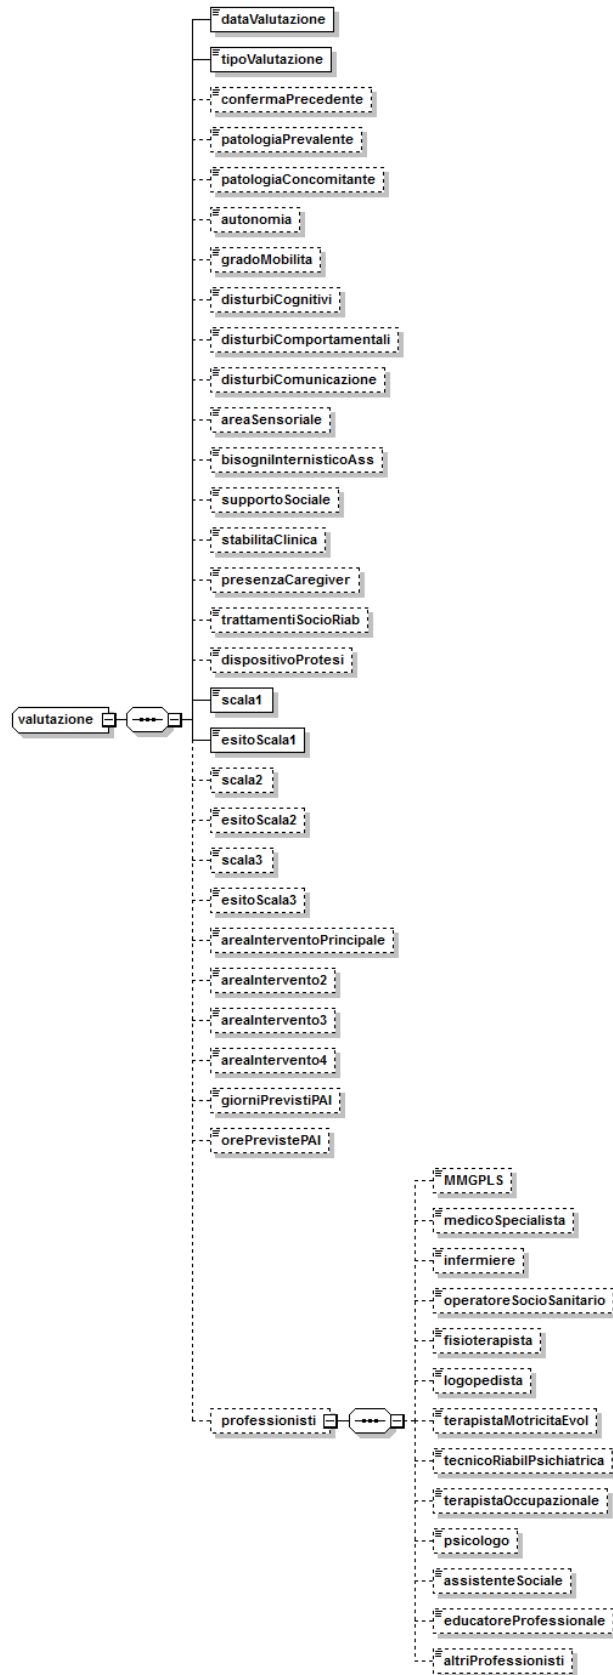 dataValutazione
tipoValutazione
confermaPrecedente
patologiaPrevalente
patologiaConcomitante
autonomia
gradoMobilita
disturbiCognitivi
disturbiComportamentali
disturbiComunicazione
areaSensoriale
bisogniInternisticoAss
supportoSociale
stabilitaClinica
presenzaCaregiver
trattamentiSocioRiab
dispositivoProtesi
scala1
valutazione
esitoScala1
scala2
esitoScala2
scala3
esitoScala3
areaInterventoPrincipale
areaIntervento2
areaIntervento3
areaIntervento4
giorniPrevistiPAI
orePrevistePAI
MMGPLS
medicoSpecialista
infermiere
operatoreSocioSanitario
fisioterapista
logopedista
professionisti
terapistaMotricitaEvol
tecnicoRiabilPsichiatrica
terapistaOccupazionale
psicologo
assistenteSociale
educatoreProfessionale
altriProfessionisti